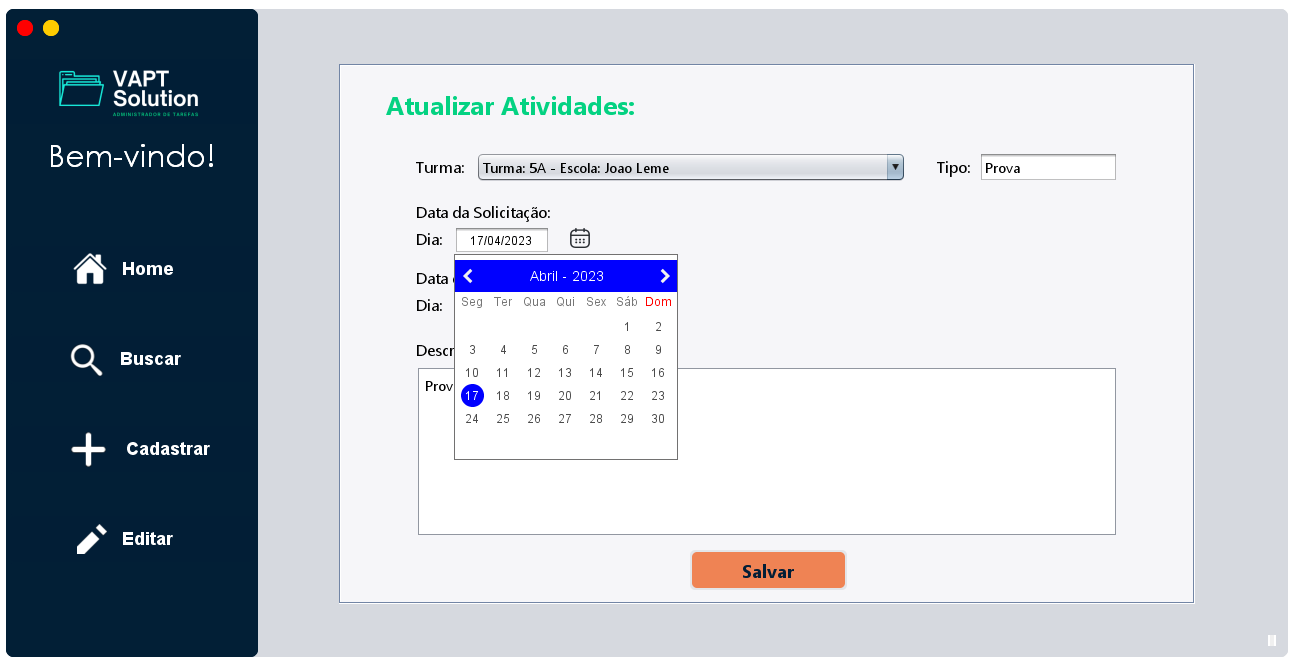 VAPT
Solution
ADMINISTRADOR DE TAREFAS
Bem-vindo!
Home
Buscar
Cadastrar
Editar
Atualizar Atividades:
Turma: Turma: 5A - Escola: Joao Leme Tipo: Prova
Data da Solicitação:
Dia: 17/04/2023
Abril - 2023
Seg Ter Qua Qui Sex Sáb Dom
1 2
3 4 5 6 7 8 9
10 11 12 13 14 15 16
17 18 19 20 21 22 23
24 25 26 27 28 29 30
Data
Dia:
Descr
Prov
Salvar